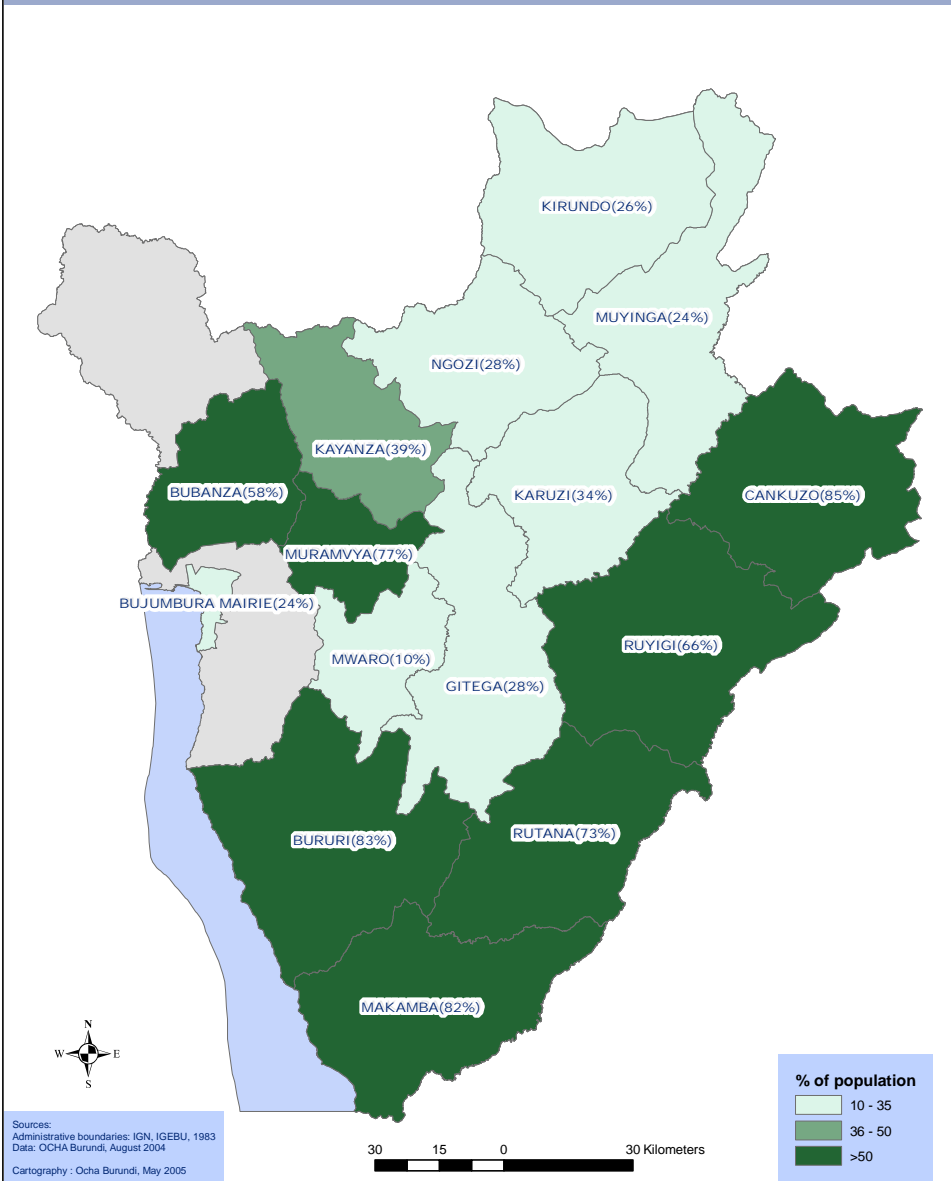 KIRUNDO(26%)
MUYINGA(24%)
NGOZI(28%)
KAYANZA(39%)
BUBANZA(58%)
KARUZI(34%)
CANKUZO(85%)
MURAMVYA(77%)
BUJUMBURA MAIRIE(24%)
RUYIGI(66%)
MWARO(10%)
GITEGA(28%)
RUTANA(73%)
BURURI(83%)
MAKAMBA(82%)
N
W E
S
% of population
10 - 35
36 - 50
>50
Sources:
Administrative boundaries: IGN, IGEBU, 1983
Data: OCHA Burundi, August 2004
Cartography : Ocha Burundi, May 2005
30 15 0 30 Kilometers